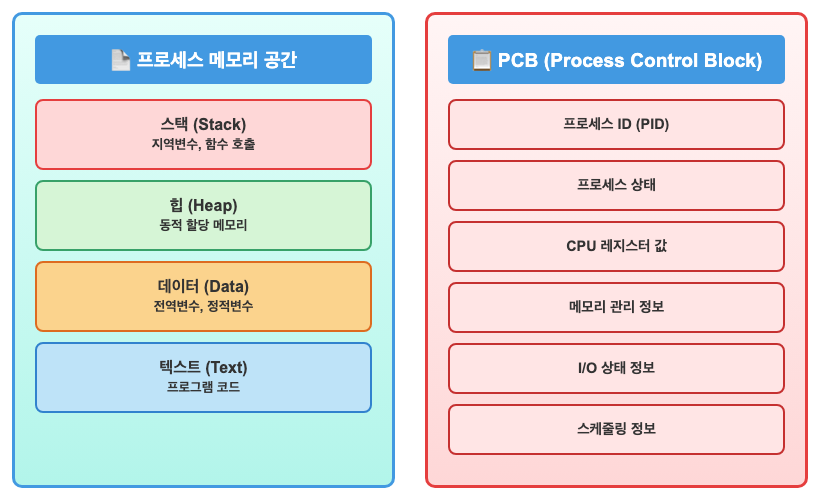 프로세스 메모리 공간
스택 (Stack)
지역변수, 함수 호출
힙 (Heap)
동적 할당 메모리
데이터 (Data)
전역변수, 정적변수
텍스트 (Text)
프로그램 코드
PCB (Process Control Block)
프로세스 ID (PID)
프로세스 상태
CPU 레지스터 값
메모리 관리 정보
I/O 상태 정보
스케줄링 정보